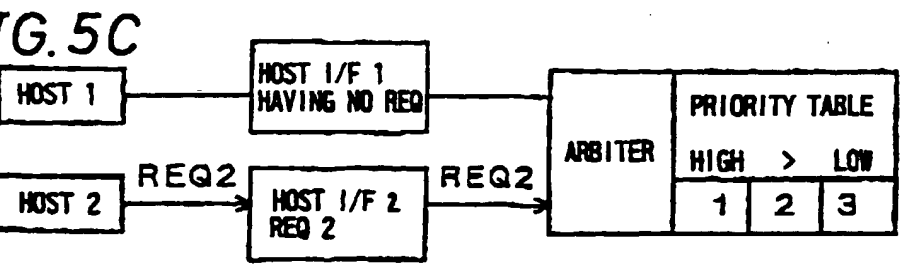 G. 5C
HOST 1
HOST I/F 1
HAVING NO REQ
ARBITER
PRIORITY TABLE
HIGH > LOW
1 2 3
HOST 2
REQ2
HOST I/F 2
REQ 2
REQ2